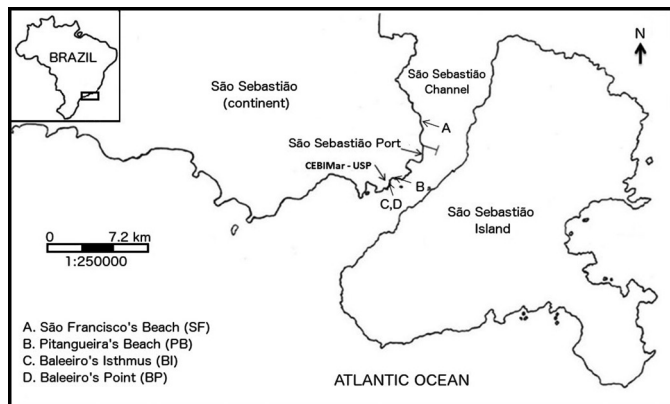 BRAZIL
N
São Sebastião
(continent)
São Sebastião
Channel
A
São Sebastião Port
CEBIMar - USP
B
C,D
São Sebastião
Island
0 7.2 km
1:250000
A. São Francisco's Beach (SF)
B. Pitangueira's Beach (PB)
C. Baleeiro's Isthmus (BI)
D. Baleeiro's Point (BP)
ATLANTIC OCEAN